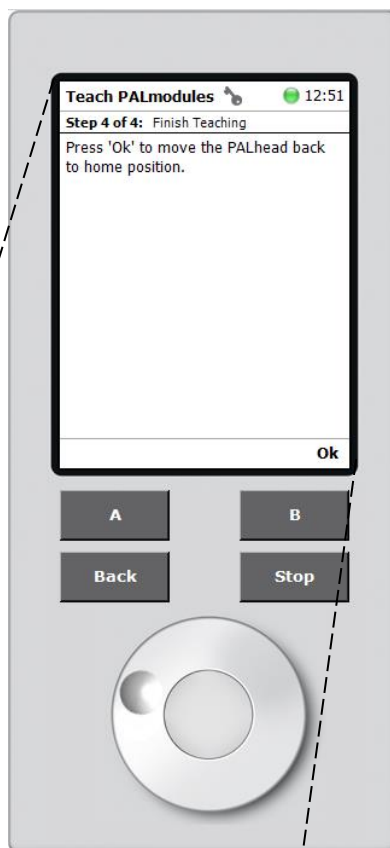 Teach PALmodules 12:51
Step 4 of 4: Finish Teaching
Press 'Ok' to move the PALhead back
to home position.
Ok
A B
Back Stop